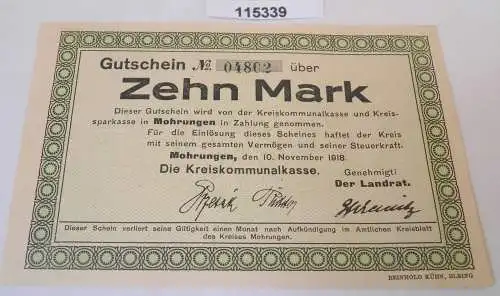 115339
Gutschein № 04802 über
Zehn Mark
Dieser Gutschein wird von der Kreiskommunalkasse und Kreis-
sparkasse in Mohrungen in Zahlung genommen.
Für die Einlösung dieses Scheines haftet der Kreis
mit seinem gesamten Vermögen und seiner Steuerkraft.
Mohrungen, den 10. November 1918.
Die Kreiskommunalkasse.
Genehmigt:
Der Landrat.
Dieser Schein verliert seine Giltigkeit einen Monat nach Aufkündigung im Amtlichen Kreisblatt
des Kreises Mohrungen.
REINHOLD KÜHN, ELBING